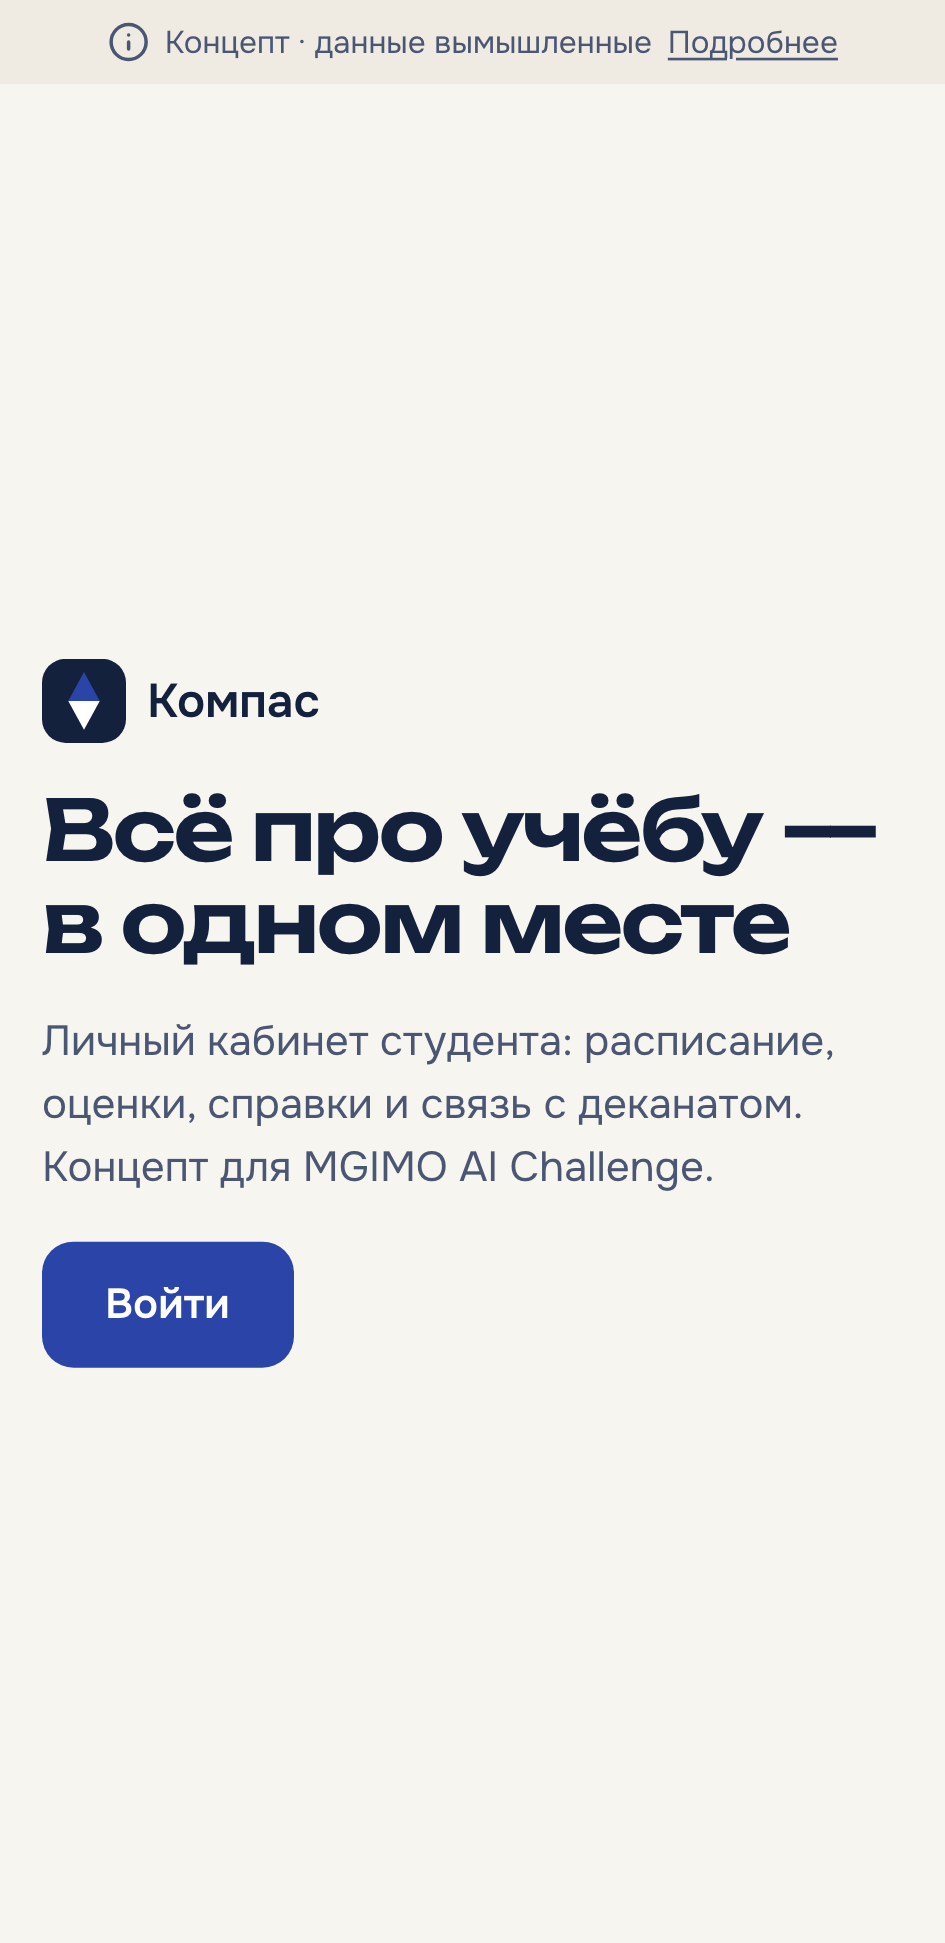 Концепт · данные вымышленные Подробнее
Компас
Всё про учёбу —
в одном месте
Личный кабинет студента: расписание,
оценки, справки и связь с деканатом.
Концепт для MGIMO AI Challenge.
Войти